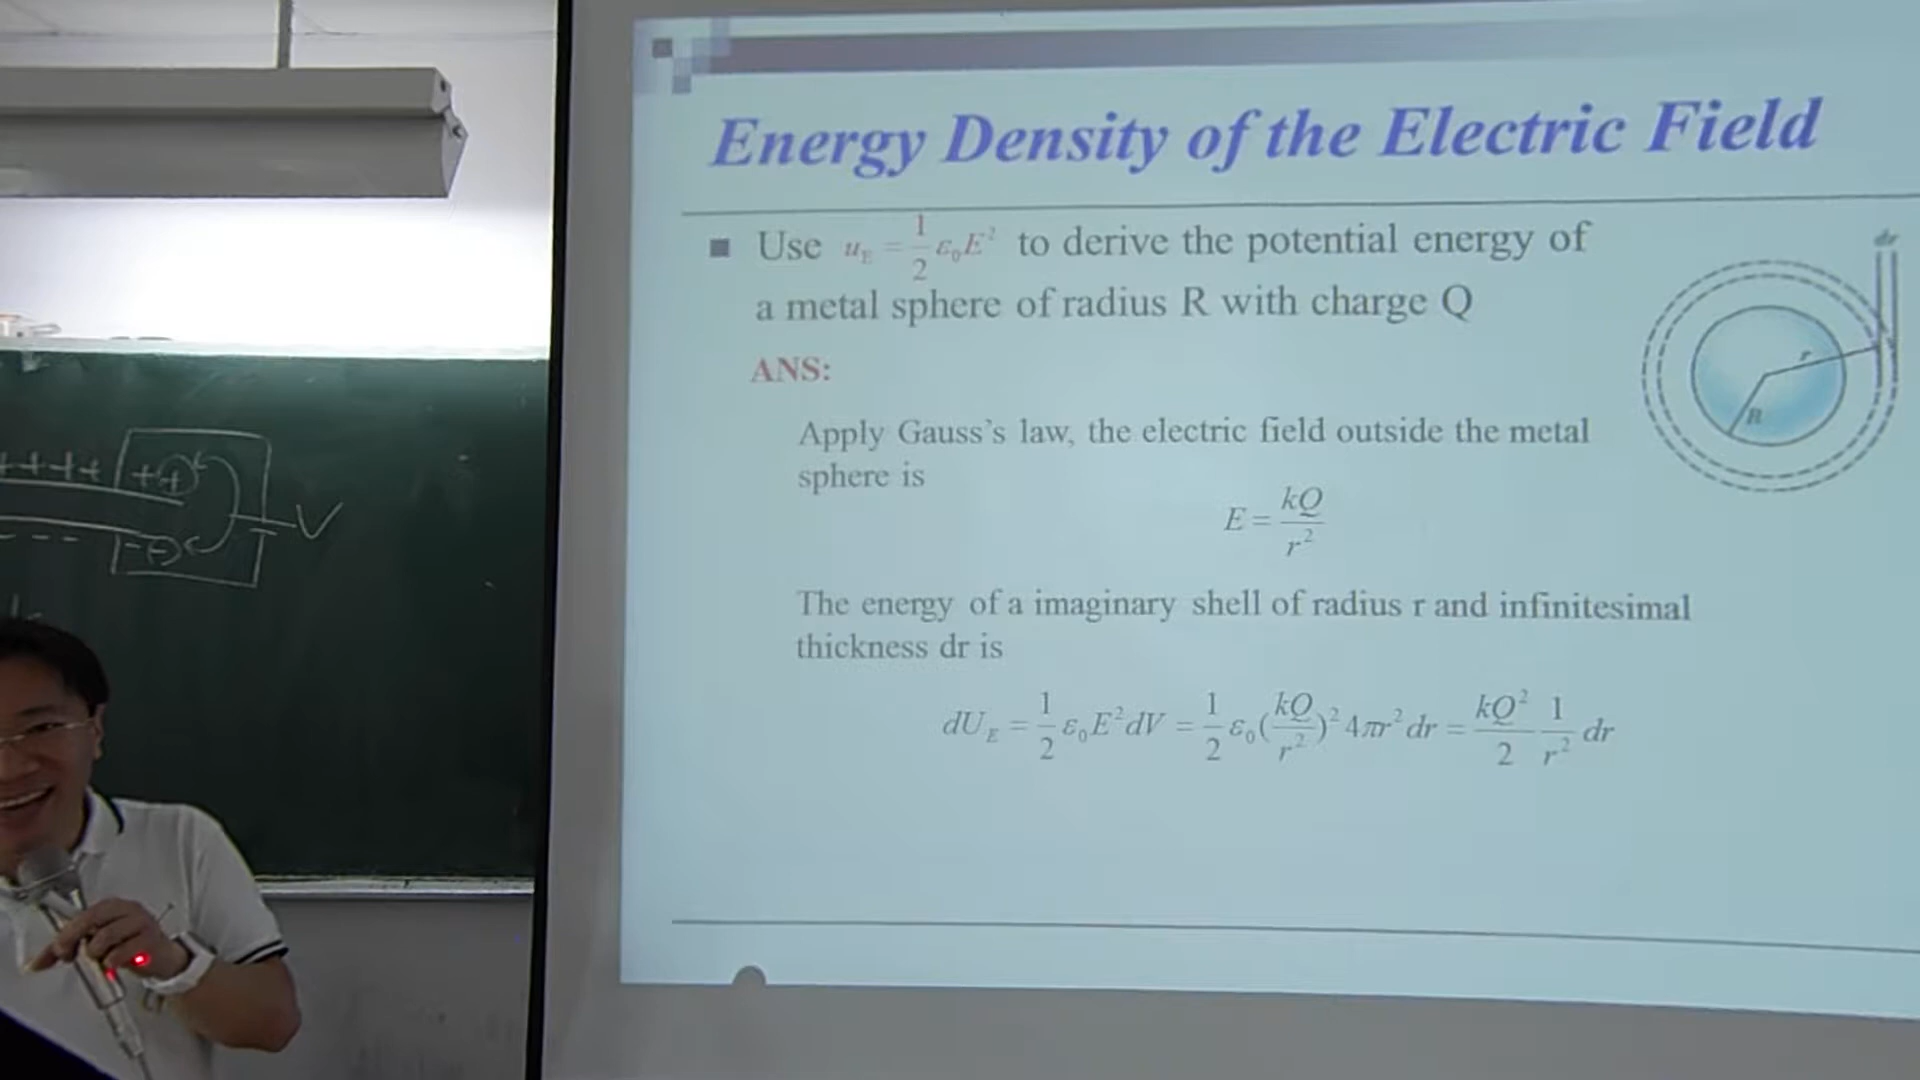 Energy Density of the Electric Field
Use u_E = 1/2 ε₀E² to derive the potential energy of
a metal sphere of radius R with charge Q
ANS:
Apply Gauss's law, the electric field outside the metal
sphere is
E = kQ/r²
The energy of a imaginary shell of radius r and infinitesimal
thickness dr is
dU_E = 1/2 ε₀E²dV = 1/2 ε₀(kQ/r²)² 4πr² dr = kQ²/2 1/r² dr
dr
r
R
++++ ++ +
V
- - - - -